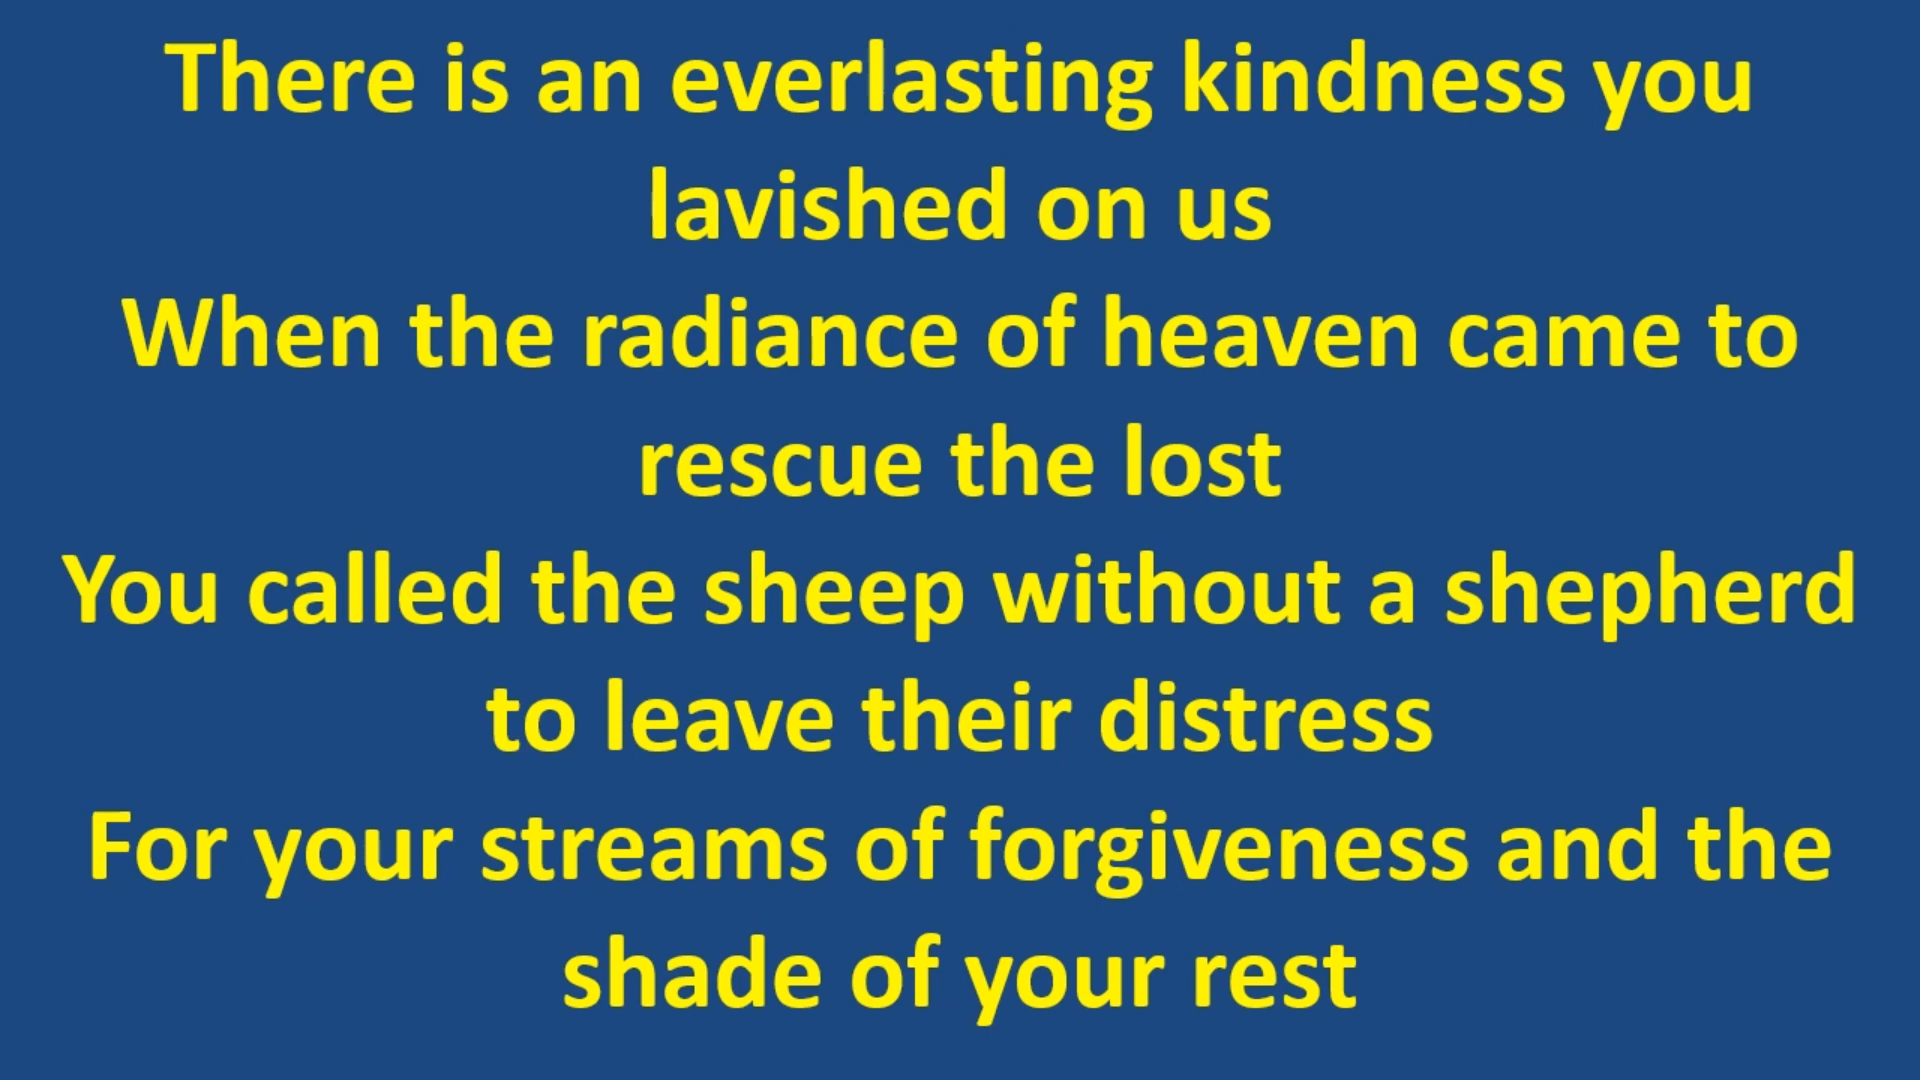 There is an everlasting kindness you
lavished on us
When the radiance of heaven came to
rescue the lost
You called the sheep without a shepherd
to leave their distress
For your streams of forgiveness and the
shade of your rest